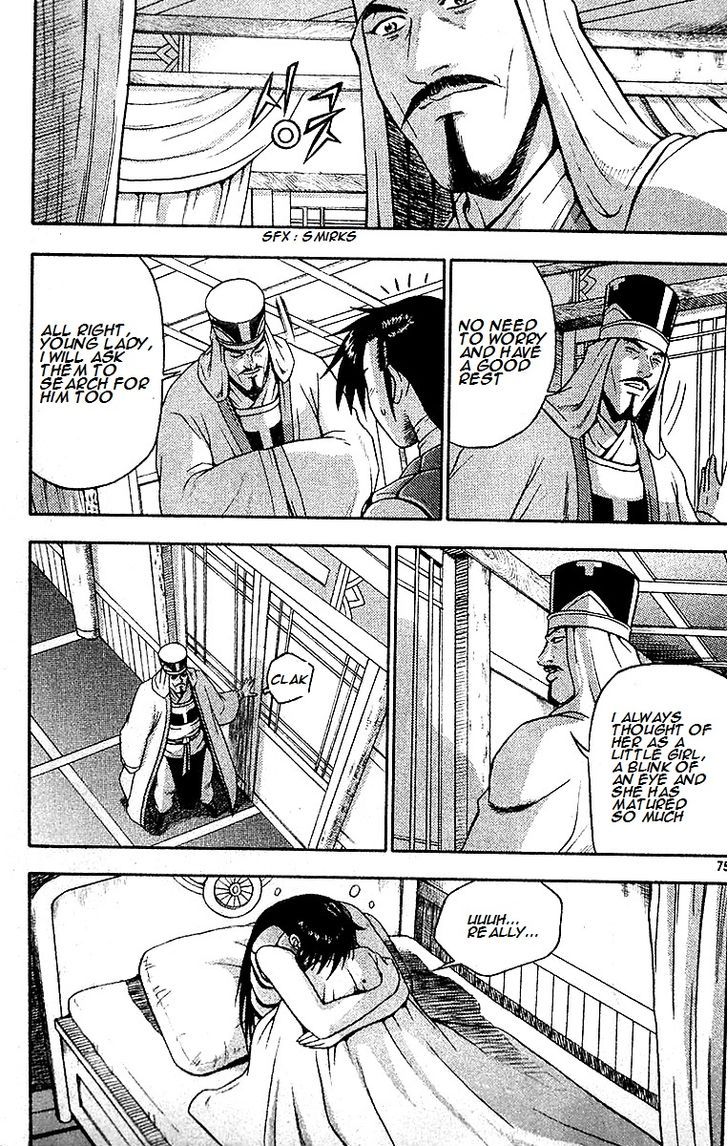 SFX : SMIRKS
ALL RIGHT,
YOUNG LADY,
I WILL ASK
THEM TO
SEARCH FOR
HIM TOO
NO NEED
TO WORRY
AND HAVE
A GOOD
REST
CLAK
I ALWAYS
THOUGHT OF
HER AS A
LITTLE GIRL,
A BLINK OF
AN EYE AND
SHE HAS
MATURED
SO MUCH
75
UUUH...
REALLY...